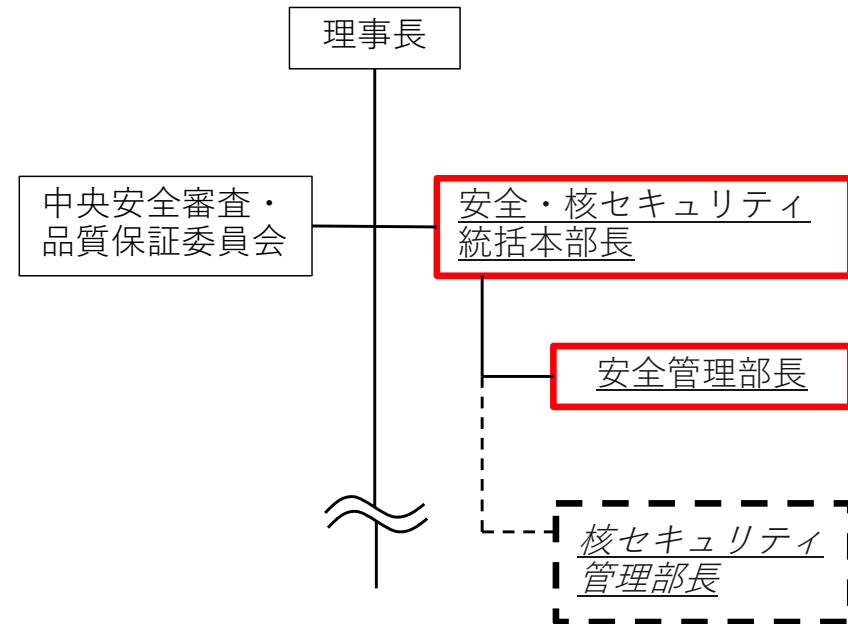 理事長
中央安全審査・
品質保証委員会
安全・核セキュリティ
統括本部長
安全管理部長
核セキュリティ
管理部長